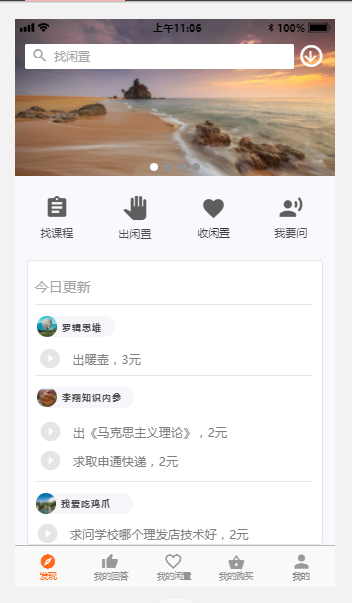 上午11:06
100%
找闲置
找课程 出闲置 收闲置 我要问
今日更新
罗辑思维
出暖壶，3元
李翔知识内参
出《马克思主义理论》，2元
求取申通快递，2元
我爱吃鸡爪
求问学校哪个理发店技术好，2元
发现 我的回答 我的闲置 我的购买 我的